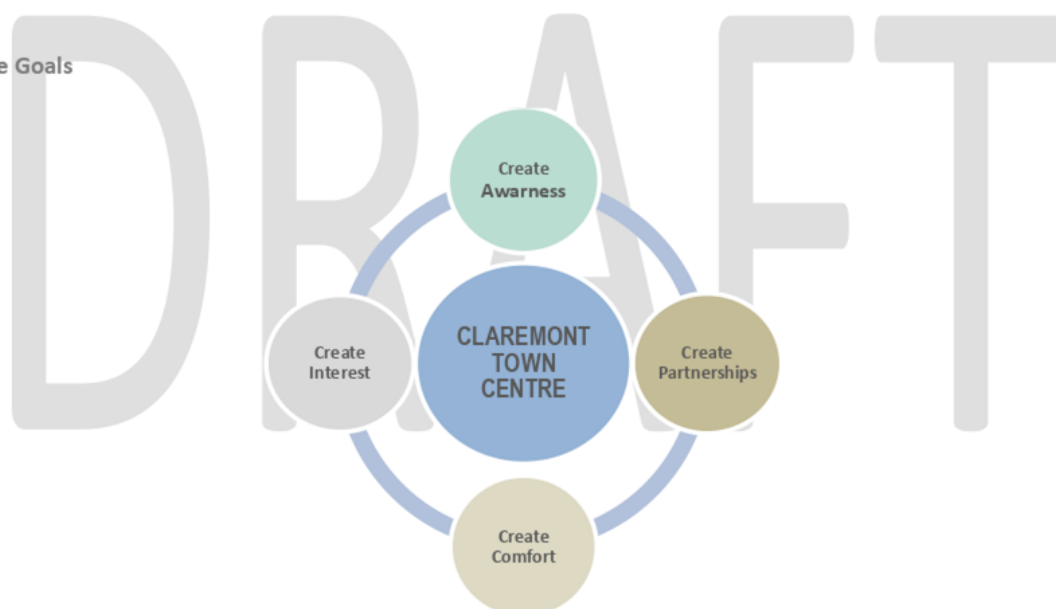 DRAFT
e Goals
Create
Awarness
Create
Interest
CLAREMONT
TOWN
CENTRE
Create
Partnerships
Create
Comfort